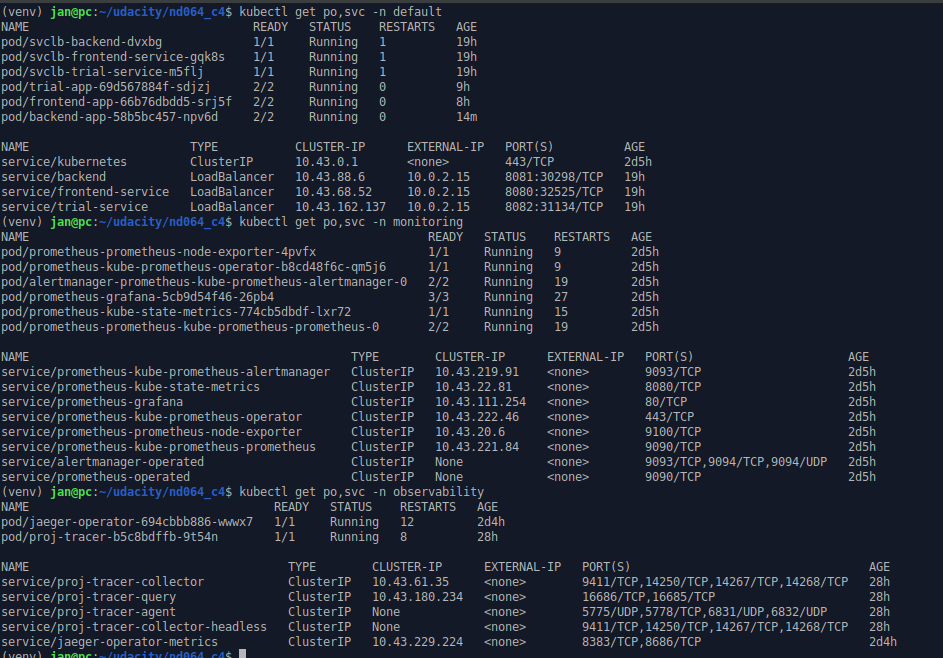 (venv) jan@pc:~/udacity/nd064_c4$ kubectl get po,svc -n default
NAME READY STATUS RESTARTS AGE
pod/svclb-backend-dvxbg 1/1 Running 1 19h
pod/svclb-frontend-service-gqk8s 1/1 Running 1 19h
pod/svclb-trial-service-m5flj 1/1 Running 1 19h
pod/trial-app-69d567884f-sdjzj 2/2 Running 0 9h
pod/frontend-app-66b76dbdd5-srj5f 2/2 Running 0 8h
pod/backend-app-58b5bc457-npv6d 2/2 Running 0 14m
NAME TYPE CLUSTER-IP EXTERNAL-IP PORT(S) AGE
service/kubernetes ClusterIP 10.43.0.1 <none> 443/TCP 2d5h
service/backend LoadBalancer 10.43.88.6 10.0.2.15 8081:30298/TCP 19h
service/frontend-service LoadBalancer 10.43.68.52 10.0.2.15 8080:32525/TCP 19h
service/trial-service LoadBalancer 10.43.162.137 10.0.2.15 8082:31134/TCP 19h
(venv) jan@pc:~/udacity/nd064_c4$ kubectl get po,svc -n monitoring
NAME READY STATUS RESTARTS AGE
pod/prometheus-prometheus-node-exporter-4pvfx 1/1 Running 9 2d5h
pod/prometheus-kube-prometheus-operator-b8cd48f6c-qm5j6 1/1 Running 9 2d5h
pod/alertmanager-prometheus-kube-prometheus-alertmanager-0 2/2 Running 19 2d5h
pod/prometheus-grafana-5cb9d54f46-26pb4 3/3 Running 27 2d5h
pod/prometheus-kube-state-metrics-774cb5dbdf-lxr72 1/1 Running 15 2d5h
pod/prometheus-prometheus-kube-prometheus-prometheus-0 2/2 Running 19 2d5h
NAME TYPE CLUSTER-IP EXTERNAL-IP PORT(S) AGE
service/prometheus-kube-prometheus-alertmanager ClusterIP 10.43.219.91 <none> 9093/TCP 2d5h
service/prometheus-kube-state-metrics ClusterIP 10.43.22.81 <none> 8080/TCP 2d5h
service/prometheus-grafana ClusterIP 10.43.111.254 <none> 80/TCP 2d5h
service/prometheus-kube-prometheus-operator ClusterIP 10.43.222.46 <none> 443/TCP 2d5h
service/prometheus-prometheus-node-exporter ClusterIP 10.43.20.6 <none> 9100/TCP 2d5h
service/prometheus-kube-prometheus-prometheus ClusterIP 10.43.221.84 <none> 9090/TCP 2d5h
service/alertmanager-operated ClusterIP None <none> 9093/TCP,9094/TCP,9094/UDP 2d5h
service/prometheus-operated ClusterIP None <none> 9090/TCP 2d5h
(venv) jan@pc:~/udacity/nd064_c4$ kubectl get po,svc -n observability
NAME READY STATUS RESTARTS AGE
pod/jaeger-operator-694cbbb886-wwwx7 1/1 Running 12 2d4h
pod/proj-tracer-b5c8bdffb-9t54n 1/1 Running 8 28h
NAME TYPE CLUSTER-IP EXTERNAL-IP PORT(S) AGE
service/proj-tracer-collector ClusterIP 10.43.61.35 <none> 9411/TCP,14250/TCP,14267/TCP,14268/TCP 28h
service/proj-tracer-query ClusterIP 10.43.180.234 <none> 16686/TCP,16685/TCP 28h
service/proj-tracer-agent ClusterIP None <none> 5775/UDP,5778/TCP,6831/UDP,6832/UDP 28h
service/proj-tracer-collector-headless ClusterIP None <none> 9411/TCP,14250/TCP,14267/TCP,14268/TCP 28h
service/jaeger-operator-metrics ClusterIP 10.43.229.224 <none> 8383/TCP,8686/TCP 2d4h
(venv) jan@pc:~/udacity/nd064_c4$